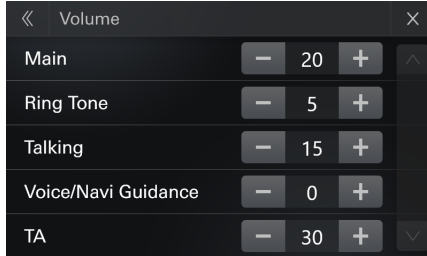 Volume
Main 20
Ring Tone 5
Talking 15
Voice/Navi Guidance 0
TA 30